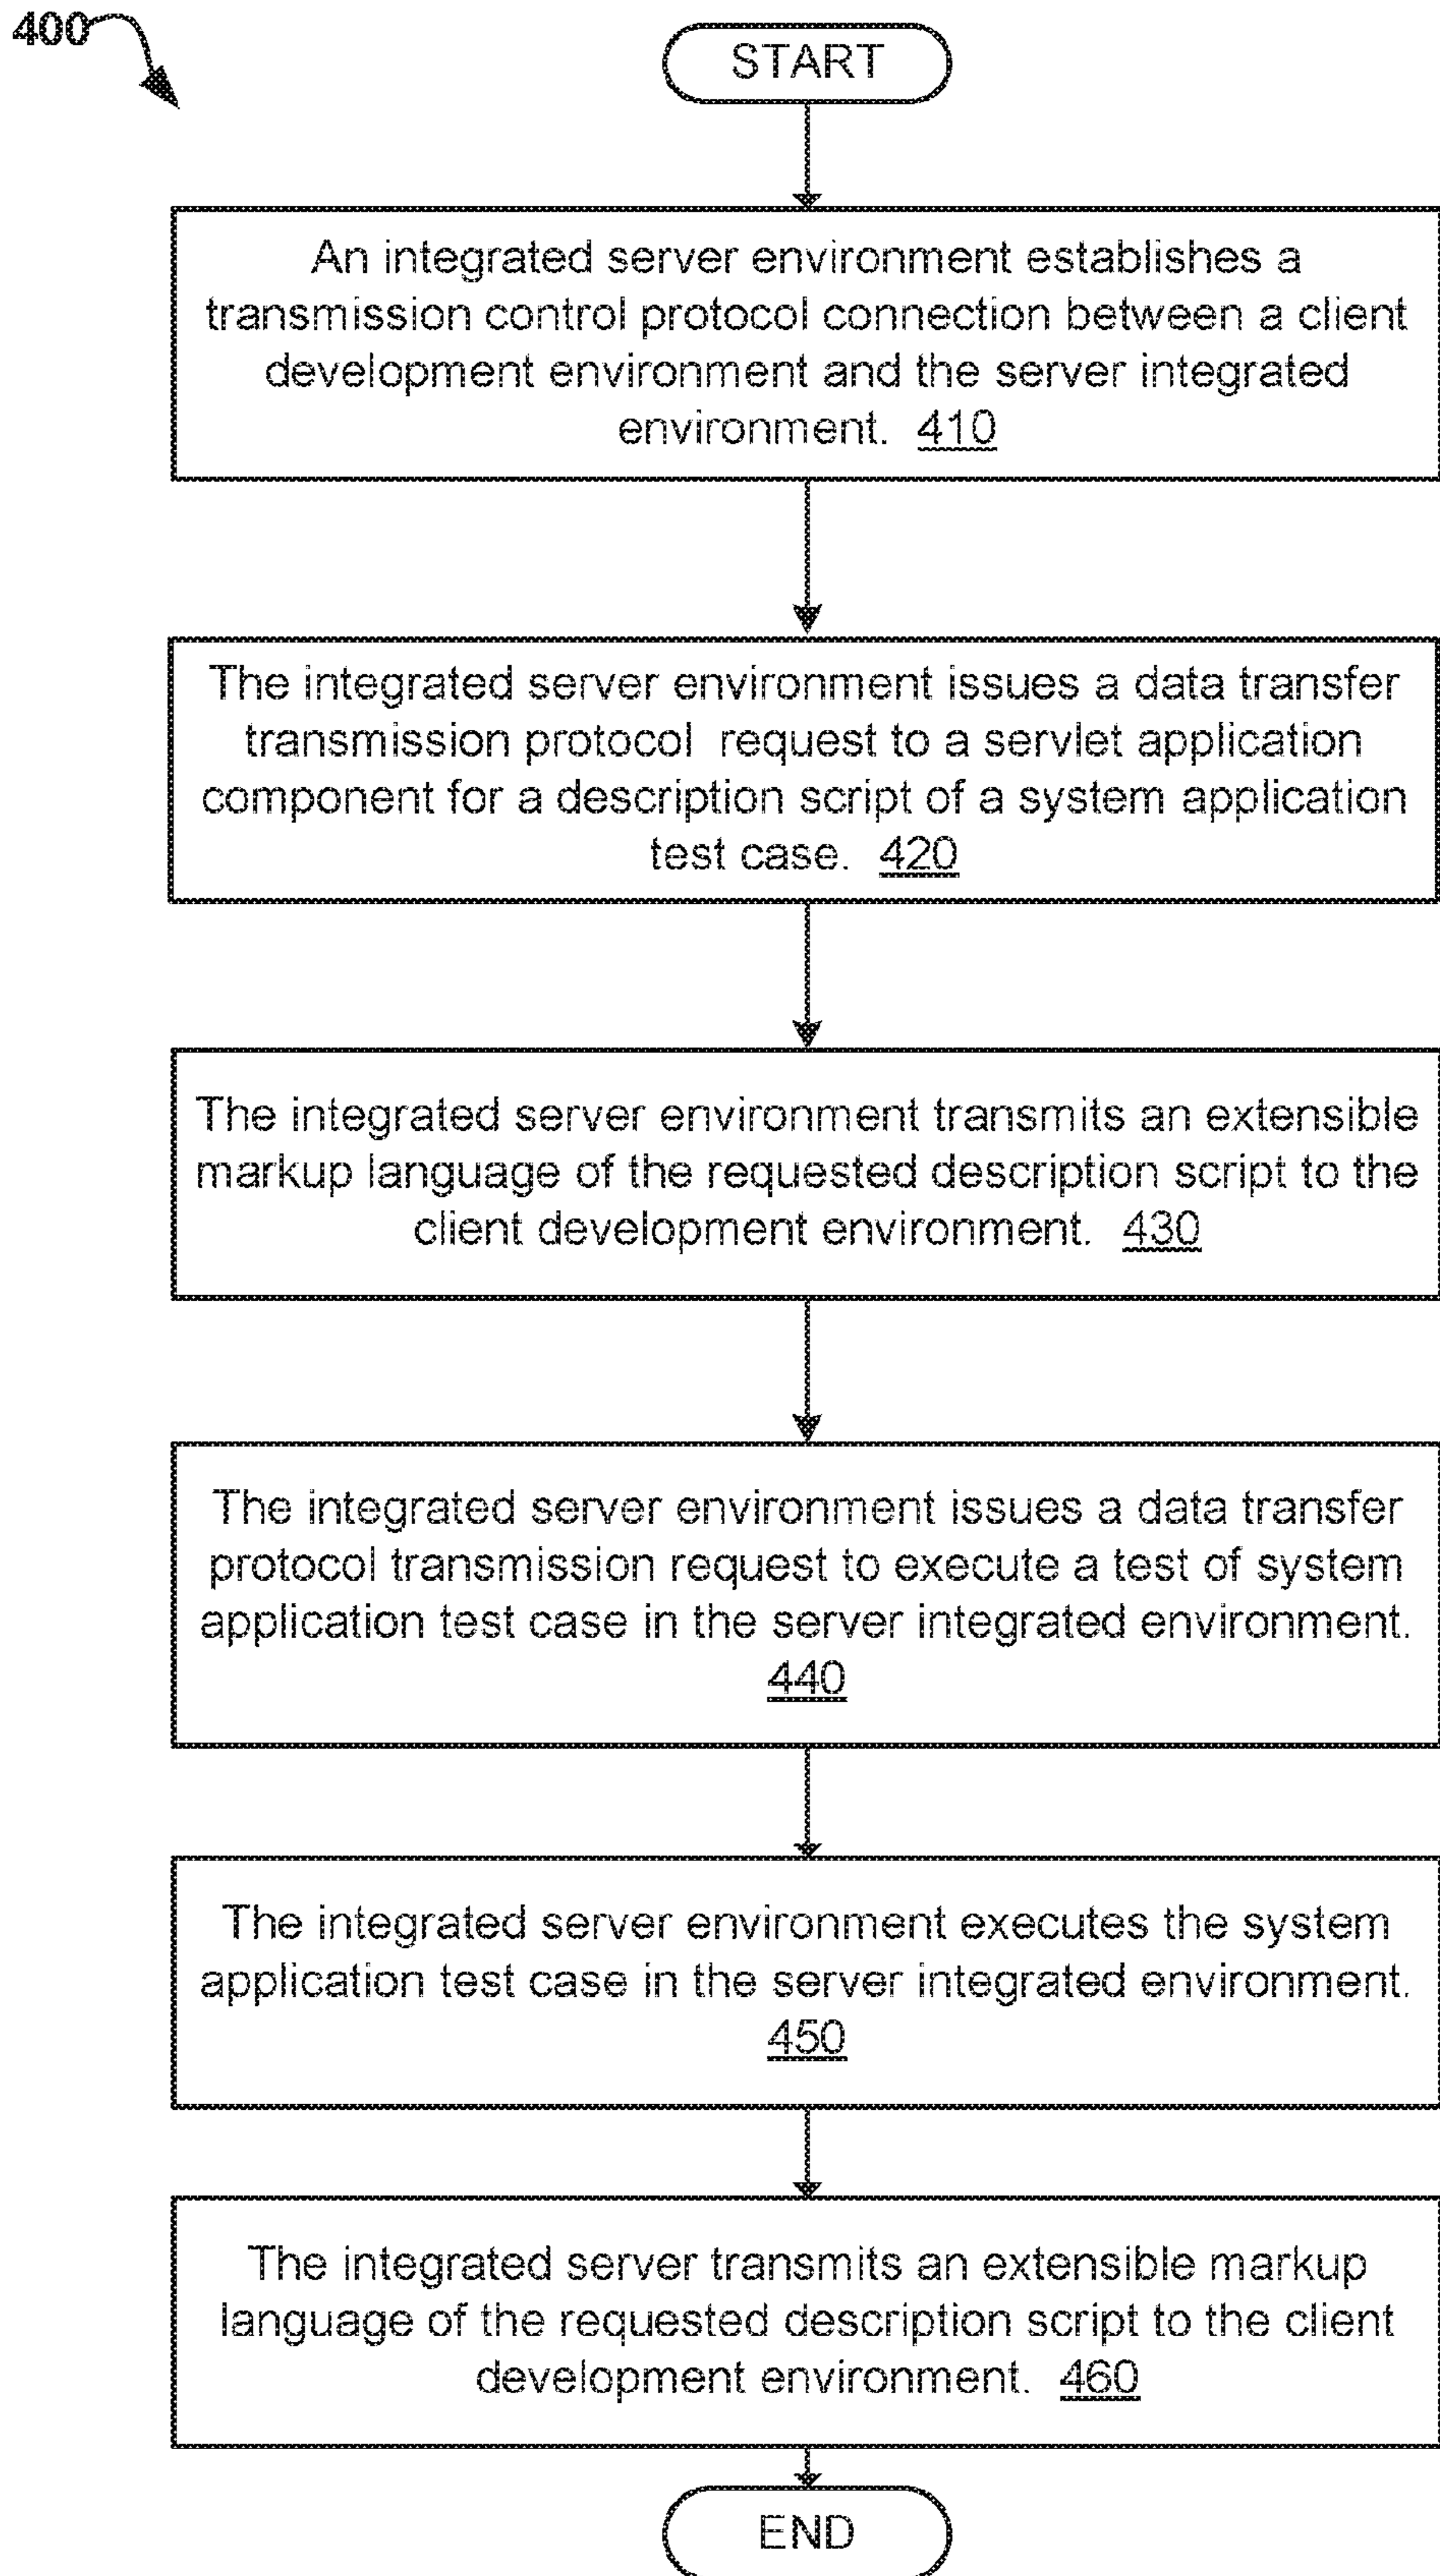 400
START
An integrated server environment establishes a
transmission control protocol connection between a client
development environment and the server integrated
environment. 410
The integrated server environment issues a data transfer
transmission protocol request to a servlet application
component for a description script of a system application
test case. 420
The integrated server environment transmits an extensible
markup language of the requested description script to the
client development environment. 430
The integrated server environment issues a data transfer
protocol transmission request to execute a test of system
application test case in the server integrated environment.
440
The integrated server environment executes the system
application test case in the server integrated environment.
450
The integrated server transmits an extensible markup
language of the requested description script to the client
development environment. 460
END